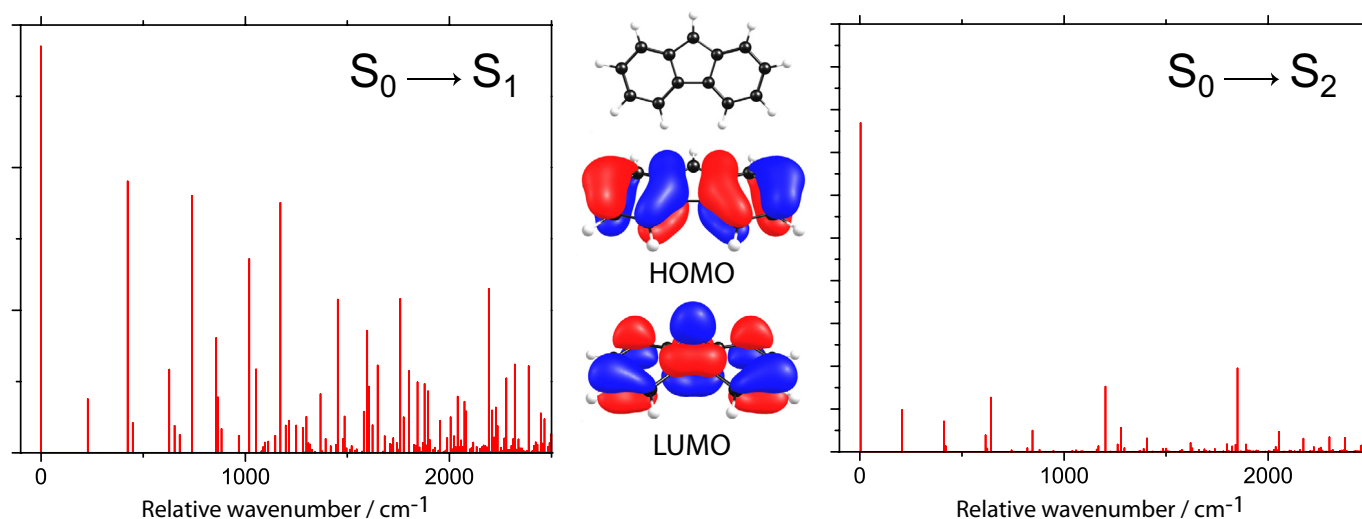 S₀ ⟶ S₁
0
1000
2000
Relative wavenumber / cm⁻¹
HOMO
LUMO
S₀ ⟶ S₂
0
1000
2000
Relative wavenumber / cm⁻¹